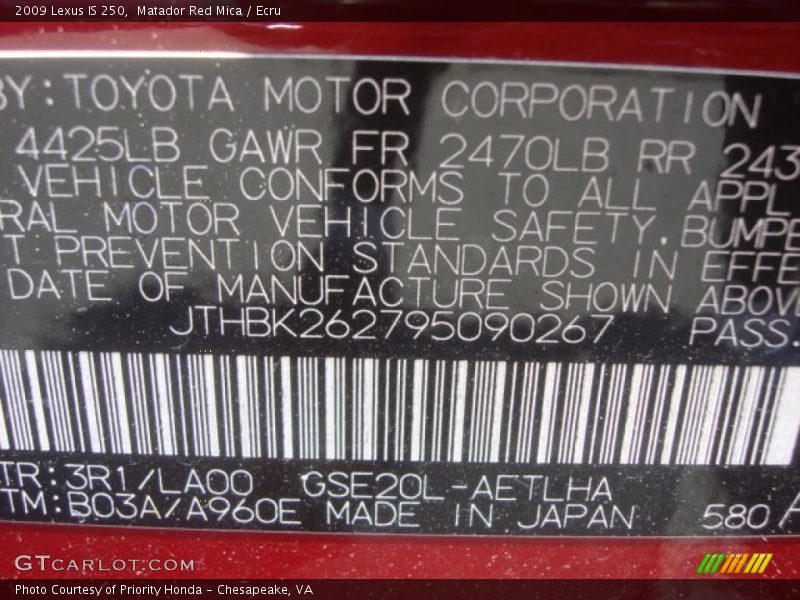 2009 Lexus IS 250, Matador Red Mica / Ecru
BY: TOYOTA MOTOR CORPORATION
4425LB GAWR FR 2470LB RR 243
VEHICLE CONFORMS TO ALL APPL
RAL MOTOR VEHICLE SAFETY, BUMPE
T PREVENTION STANDARDS IN EFFE
DATE OF MANUFACTURE SHOWN ABOV
JTHBK262795090267 PASS.
TR: 3R1/LA00 GSE20L-AETLHA
TM: B03A/A960E MADE IN JAPAN 580 A
GTCARLOT.COM
Photo Courtesy of Priority Honda - Chesapeake, VA